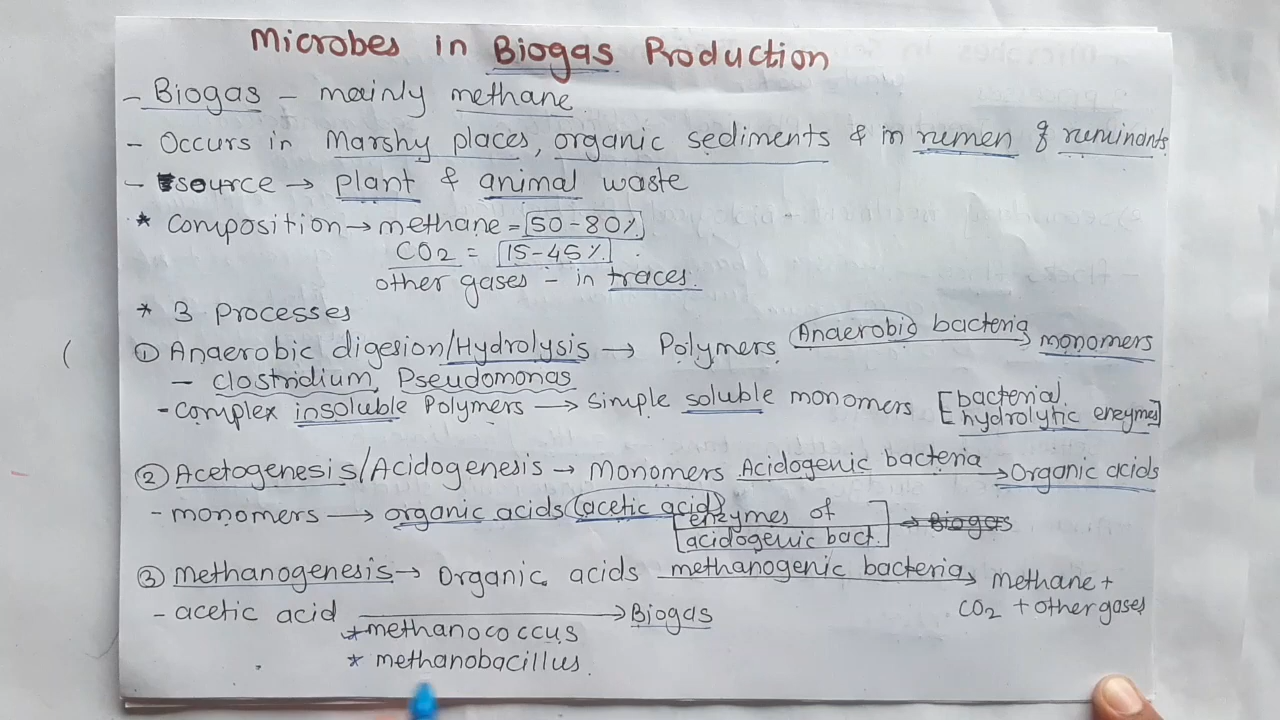 Microbes in Biogas Production
- Biogas - mainly methane
- Occurs in Marshy places, organic sediments & in rumen of ruminants
- source → plant & animal waste
* composition → methane = 50-80%
CO2 = 15-45%
other gases - in traces.
* 3 Processes
① Anaerobic digesion/Hydrolysis → Polymers Anaerobic bacteria monomers
- clostridium, Pseudomonas
- complex insoluble Polymers → simple soluble monomers [bacterial
hydrolytic enzymes]
② Acetogenesis/Acidogenesis → Monomers Acidogenic bacteria → Organic acids
- monomers → organic acids (acetic acid)
[enzymes of
acidogenic bact.] → Biogas
③ Methanogenesis → Organic acids methanogenic bacteria → Methane +
CO2 + other gases
- acetic acid → Biogas
* methanococcus
* methanobacillus.